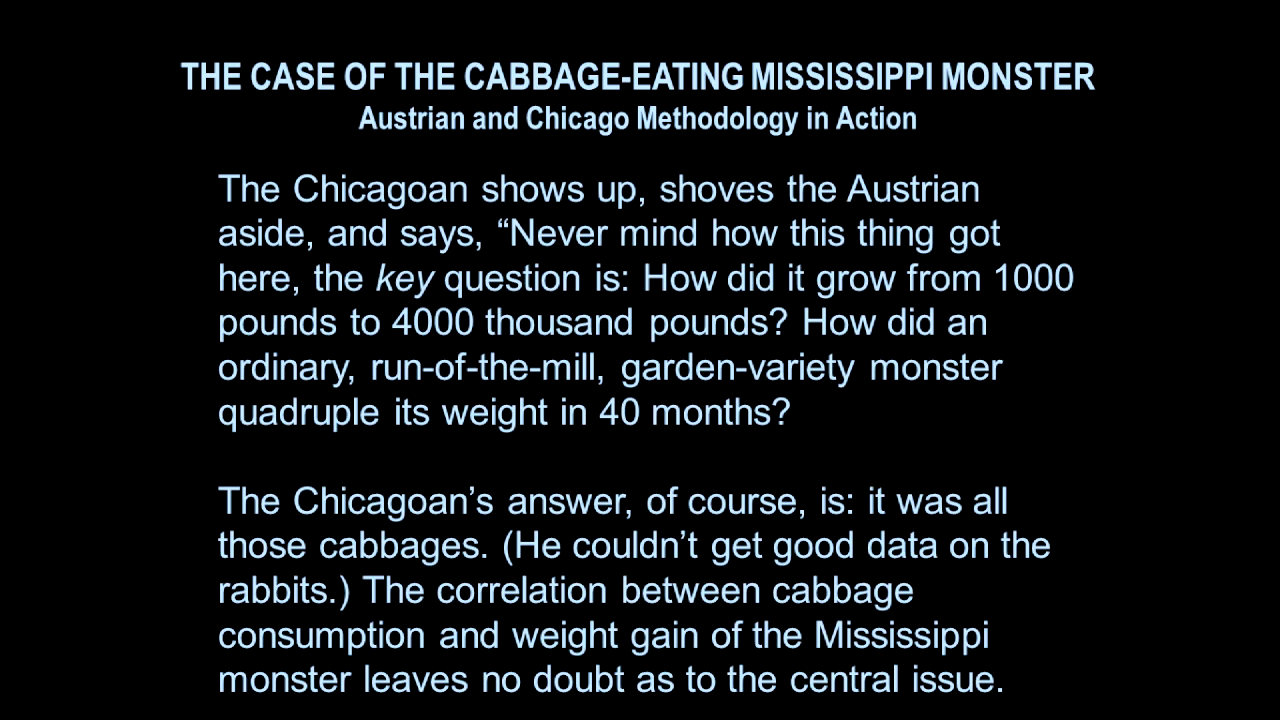 THE CASE OF THE CABBAGE-EATING MISSISSIPPI MONSTER
Austrian and Chicago Methodology in Action
The Chicagoan shows up, shoves the Austrian
aside, and says, “Never mind how this thing got
here, the key question is: How did it grow from 1000
pounds to 4000 thousand pounds? How did an
ordinary, run-of-the-mill, garden-variety monster
quadruple its weight in 40 months?
The Chicagoan’s answer, of course, is: it was all
those cabbages. (He couldn’t get good data on the
rabbits.) The correlation between cabbage
consumption and weight gain of the Mississippi
monster leaves no doubt as to the central issue.